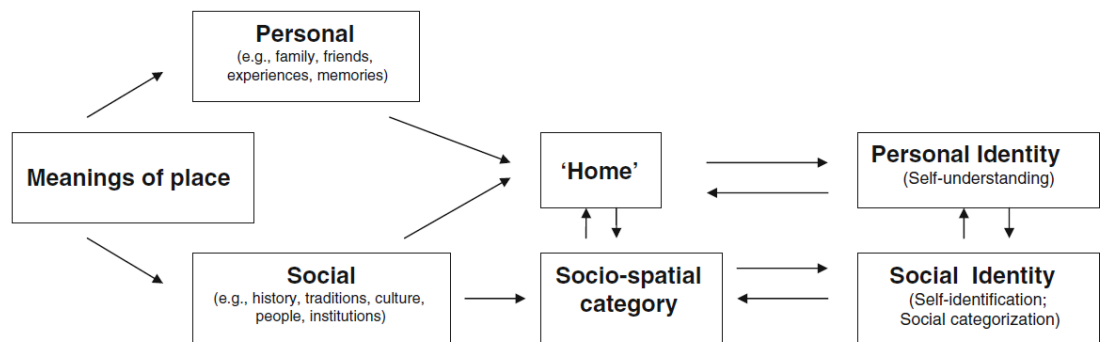 Personal
(e.g., family, friends,
experiences, memories)
Meanings of place
'Home'
Personal Identity
(Self-understanding)
Social
(e.g., history, traditions, culture,
people, institutions)
Socio-spatial
category
Social Identity
(Self-identification;
Social categorization)